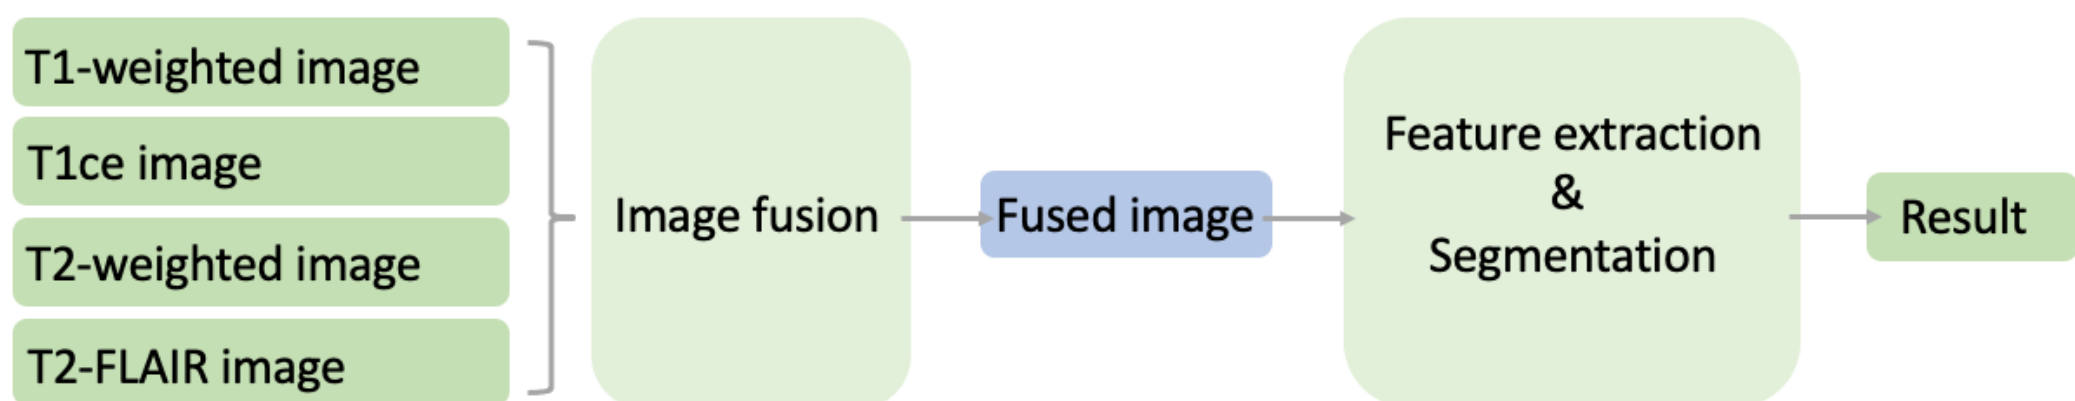 T1-weighted image
T1ce image
T2-weighted image
T2-FLAIR image
Image fusion
Fused image
Feature extraction
&
Segmentation
Result